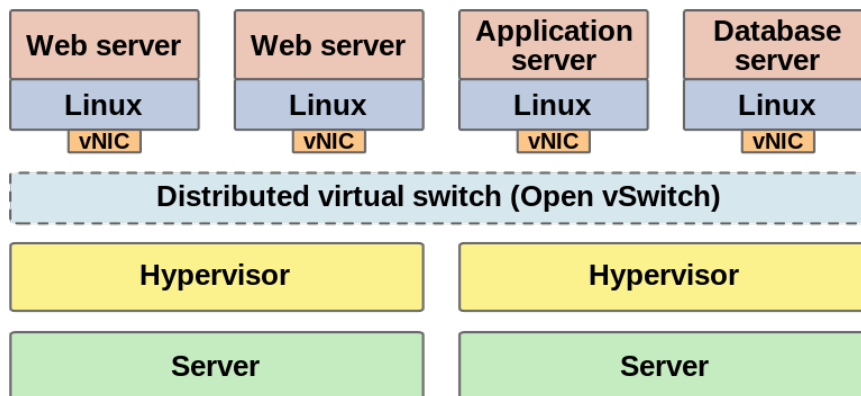 Web server
Web server
Application
server
Database
server
Linux
Linux
Linux
Linux
vNIC
vNIC
vNIC
vNIC
Distributed virtual switch (Open vSwitch)
Hypervisor
Hypervisor
Server
Server